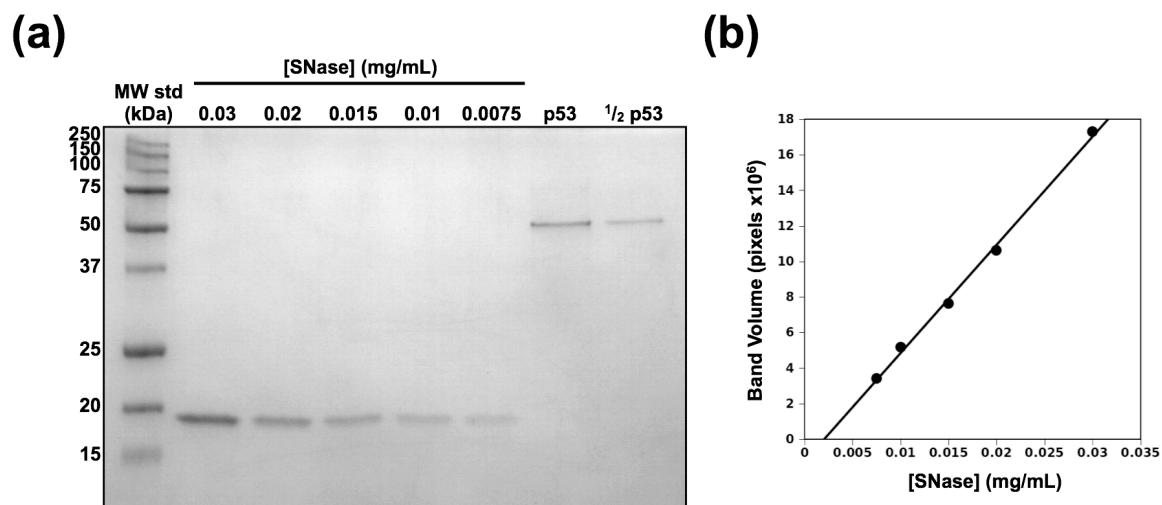 (a)
[SNase] (mg/mL)
MW std
(kDa)
0.03 0.02 0.015 0.01 0.0075 p53 ¹/₂ p53
250
150
100
75
50
37
25
20
15
(b)
Band Volume (pixels x10⁶)
18
16
14
12
10
8
6
4
2
0
0 0.005 0.01 0.015 0.02 0.025 0.03 0.035
[SNase] (mg/mL)